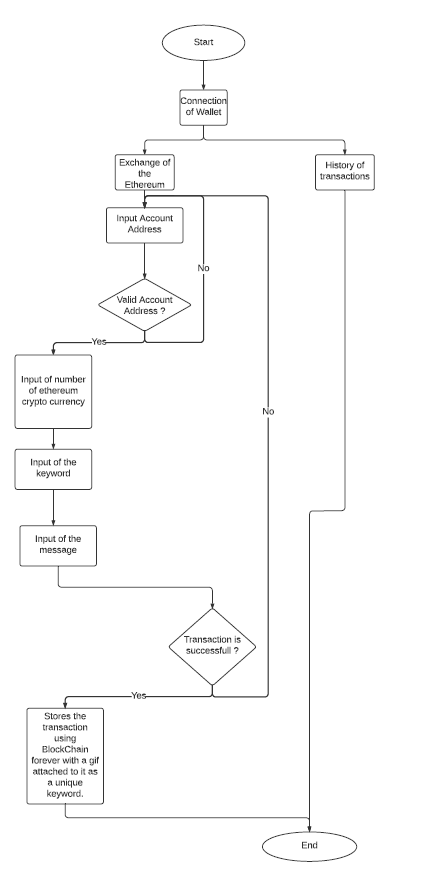 Start
Connection
of Wallet
Exchange of
the
Ethereum
History of
transactions
Input Account
Address
No
Valid Account
Address ?
Yes
Input of number
of ethereum
crypto currency
No
Input of the
keyword
Input of the
message
Transaction is
successfull ?
Yes
Stores the
transaction
using
BlockChain
forever with a gif
attached to it as
a unique
keyword.
End